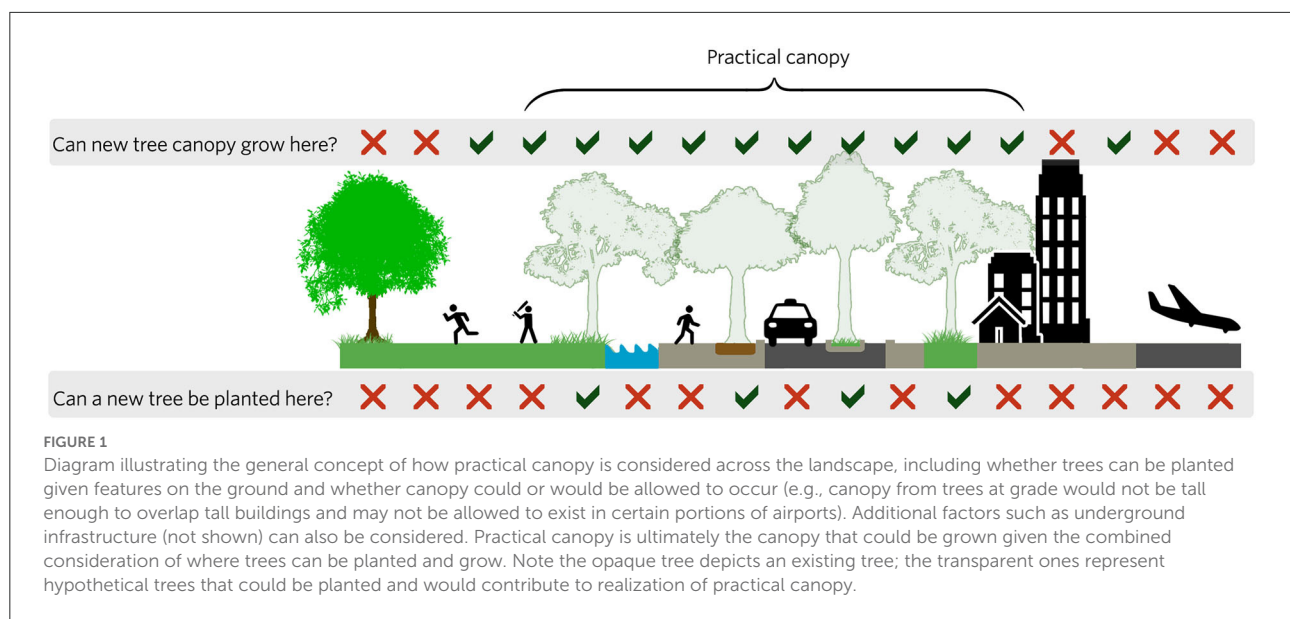 Practical canopy
Can new tree canopy grow here?
Can a new tree be planted here?
FIGURE 1
Diagram illustrating the general concept of how practical canopy is considered across the landscape, including whether trees can be planted
given features on the ground and whether canopy could or would be allowed to occur (e.g., canopy from trees at grade would not be tall
enough to overlap tall buildings and may not be allowed to exist in certain portions of airports). Additional factors such as underground
infrastructure (not shown) can also be considered. Practical canopy is ultimately the canopy that could be grown given the combined
consideration of where trees can be planted and grow. Note the opaque tree depicts an existing tree; the transparent ones represent
hypothetical trees that could be planted and would contribute to realization of practical canopy.